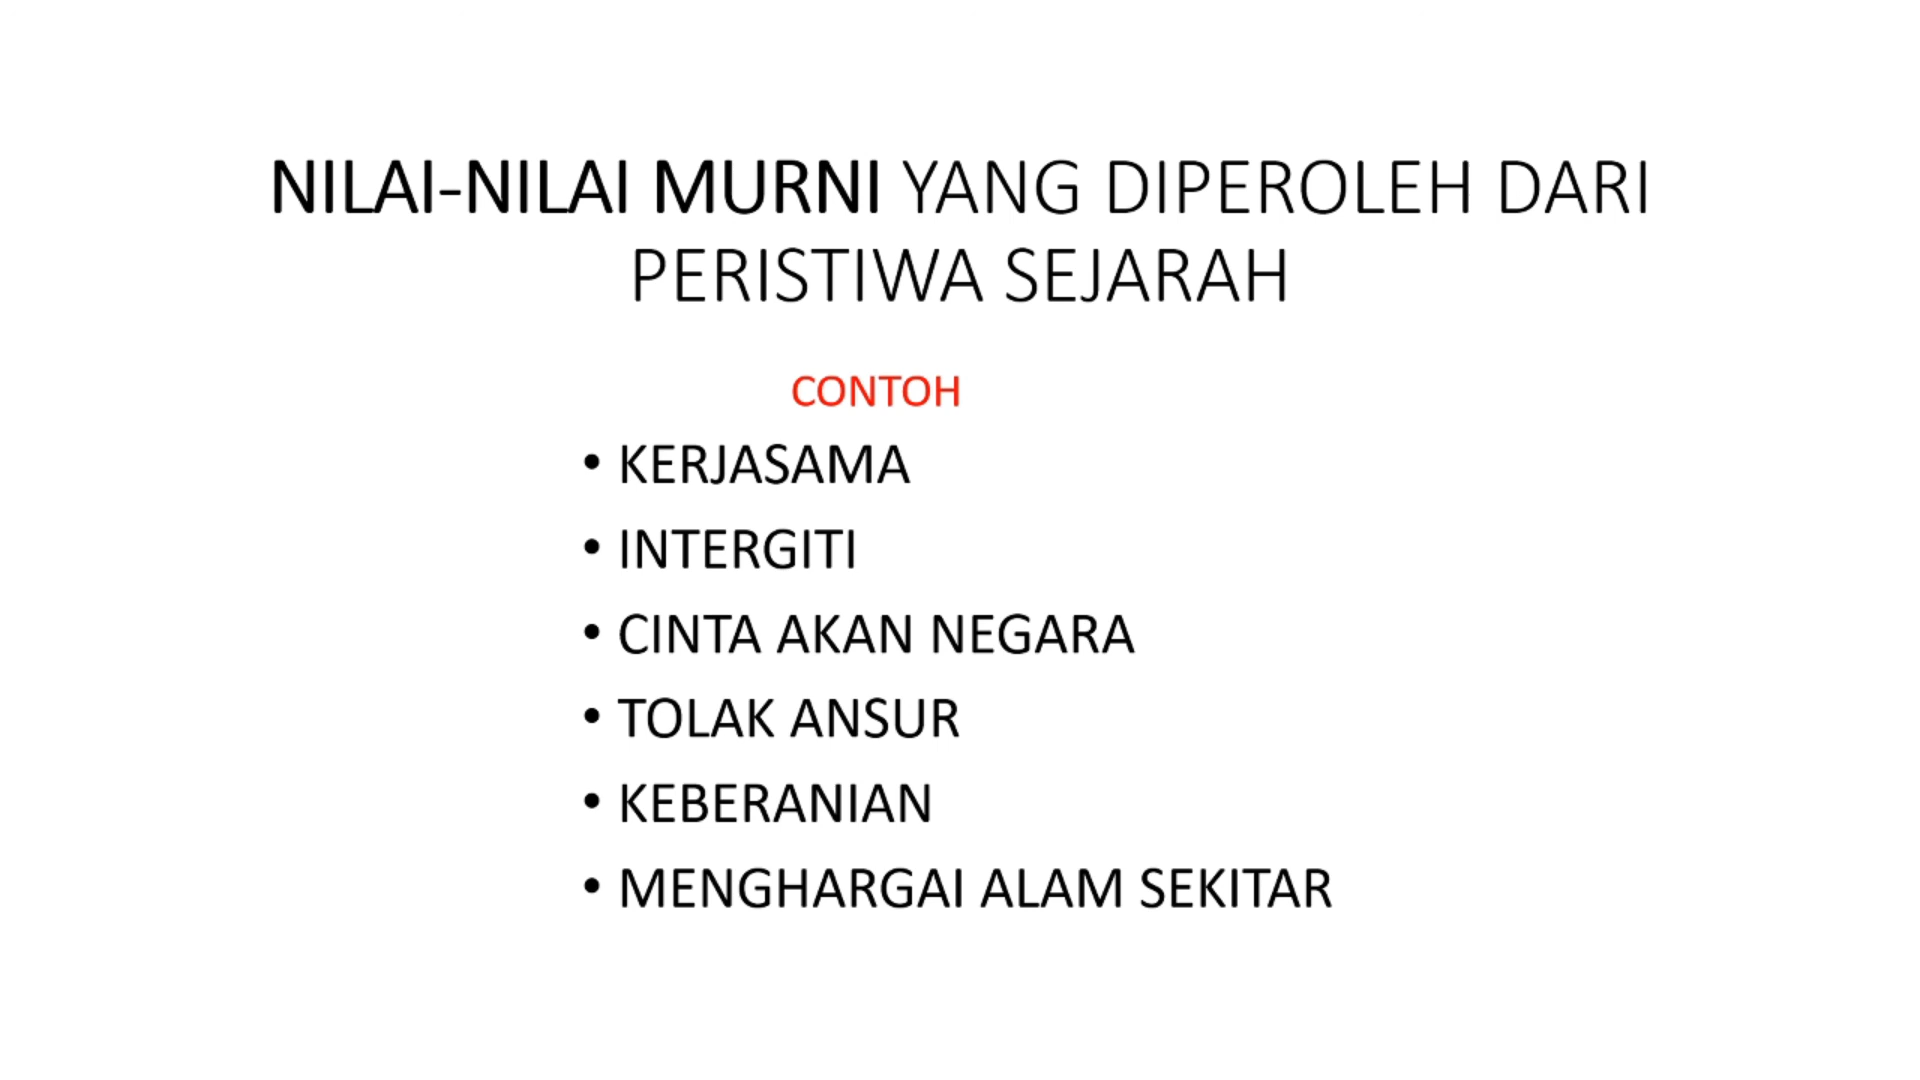 NILAI-NILAI MURNI YANG DIPEROLEH DARI
PERISTIWA SEJARAH
CONTOH
• KERJASAMA
• INTERGITI
• CINTA AKAN NEGARA
• TOLAK ANSUR
• KEBERANIAN
• MENGHARGAI ALAM SEKITAR